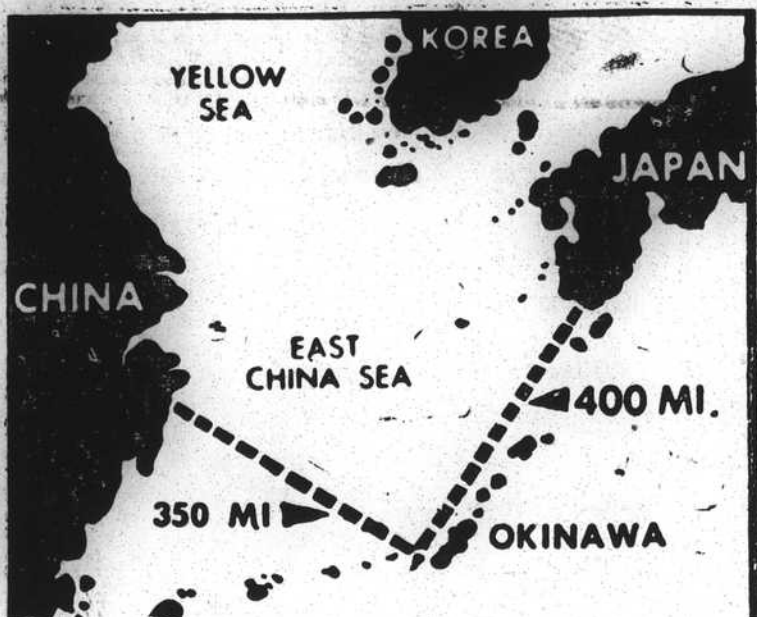 KOREA
YELLOW
SEA
JAPAN
CHINA
EAST
CHINA SEA
400 MI.
350 MI
OKINAWA